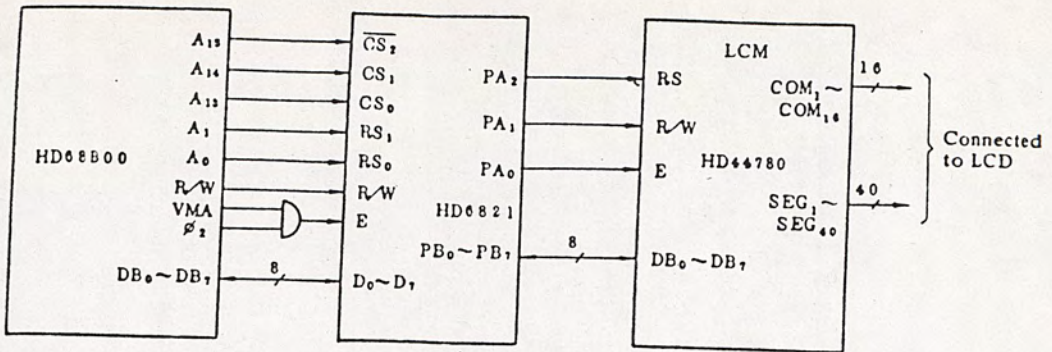 HD68B00
A₁₅
A₁₄
A₁₃
A₁
A₀
R/W
VMA
ø₂
DB₀~DB₇
8
C̅S̅₂̅
CS₁
CS₀
RS₁
RS₀
R/W
E
D₀~D₇
HD6821
PA₂
PA₁
PA₀
PB₀~PB₇
8
LCM
RS
R/W
E
HD44780
DB₀~DB₇
COM₁~
COM₁₆
SEG₁~
SEG₄₀
16
40
Connected
to LCD